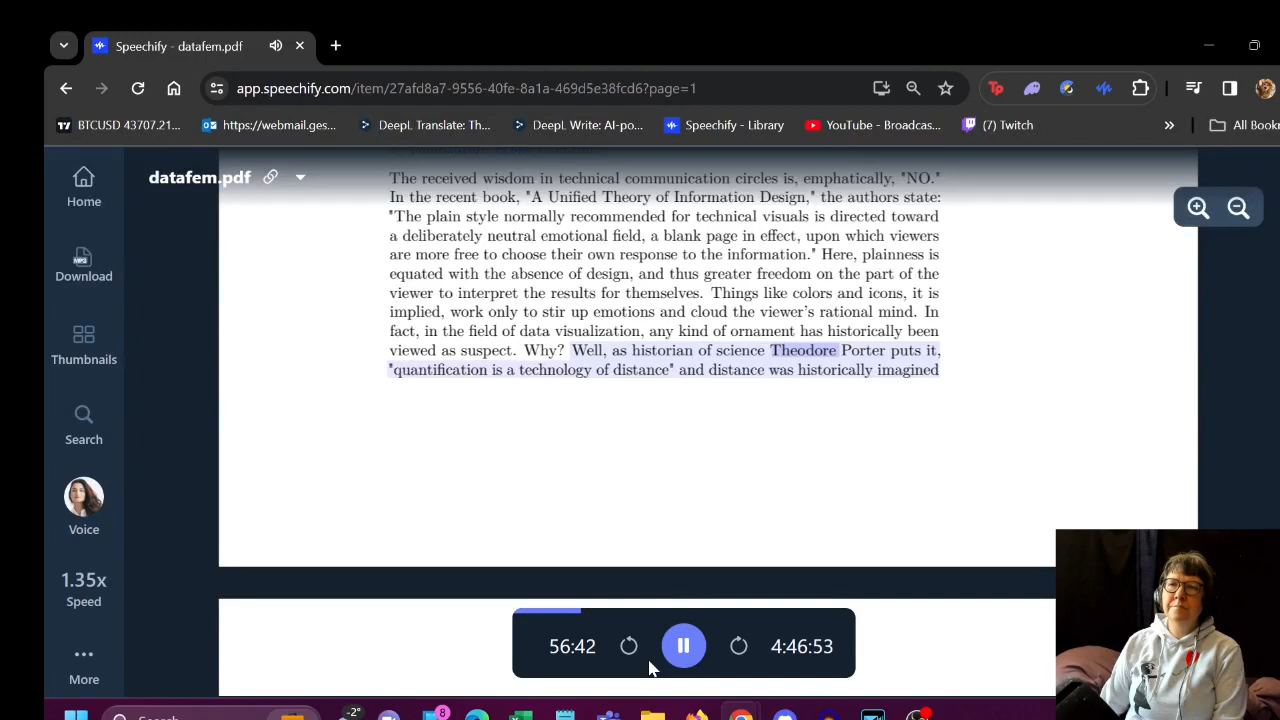 Speechify - datafem.pdf
app.speechify.com/item/27afd8a7-9556-40fe-8a1a-469d5e38fcd6?page=1
Tp
BTCUSD 43707.21...
https://webmail.ges...
DeepL Translate: Th...
DeepL Write: AI-po...
Speechify - Library
YouTube - Broadcas...
(7) Twitch
»
All Book
datafem.pdf
Home
Download
Thumbnails
Search
Voice
1.35x
Speed
More
The received wisdom in technical communication circles is, emphatically, "NO."
In the recent book, "A Unified Theory of Information Design," the authors state:
"The plain style normally recommended for technical visuals is directed toward
a deliberately neutral emotional field, a blank page in effect, upon which viewers
are more free to choose their own response to the information." Here, plainness is
equated with the absence of design, and thus greater freedom on the part of the
viewer to interpret the results for themselves. Things like colors and icons, it is
implied, work only to stir up emotions and cloud the viewer's rational mind. In
fact, in the field of data visualization, any kind of ornament has historically been
viewed as suspect. Why? Well, as historian of science Theodore Porter puts it,
"quantification is a technology of distance" and distance was historically imagined
56:42
4:46:53
Search
-2°
8